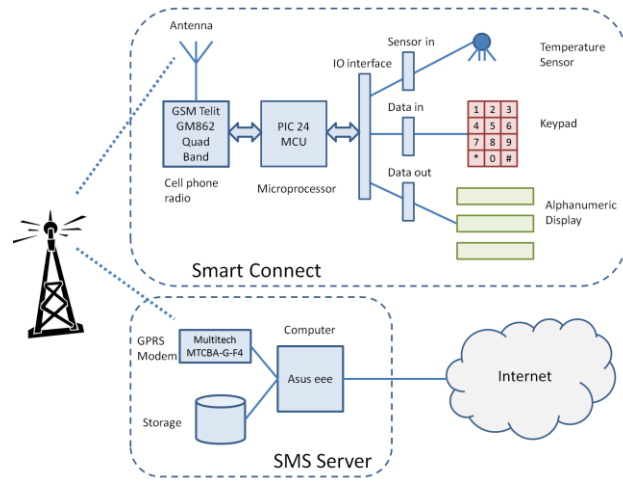 Antenna
GSM Telit
GM862
Quad
Band
Cell phone
radio
PIC 24
MCU
Microprocessor
IO interface
Sensor in
Temperature
Sensor
Data in
1 2 3
4 5 6
7 8 9
* 0 #
Keypad
Data out
Alphanumeric
Display
Smart Connect
GPRS
Modem
Multitech
MTCBA-G-F4
Computer
Asus eee
Storage
SMS Server
Internet